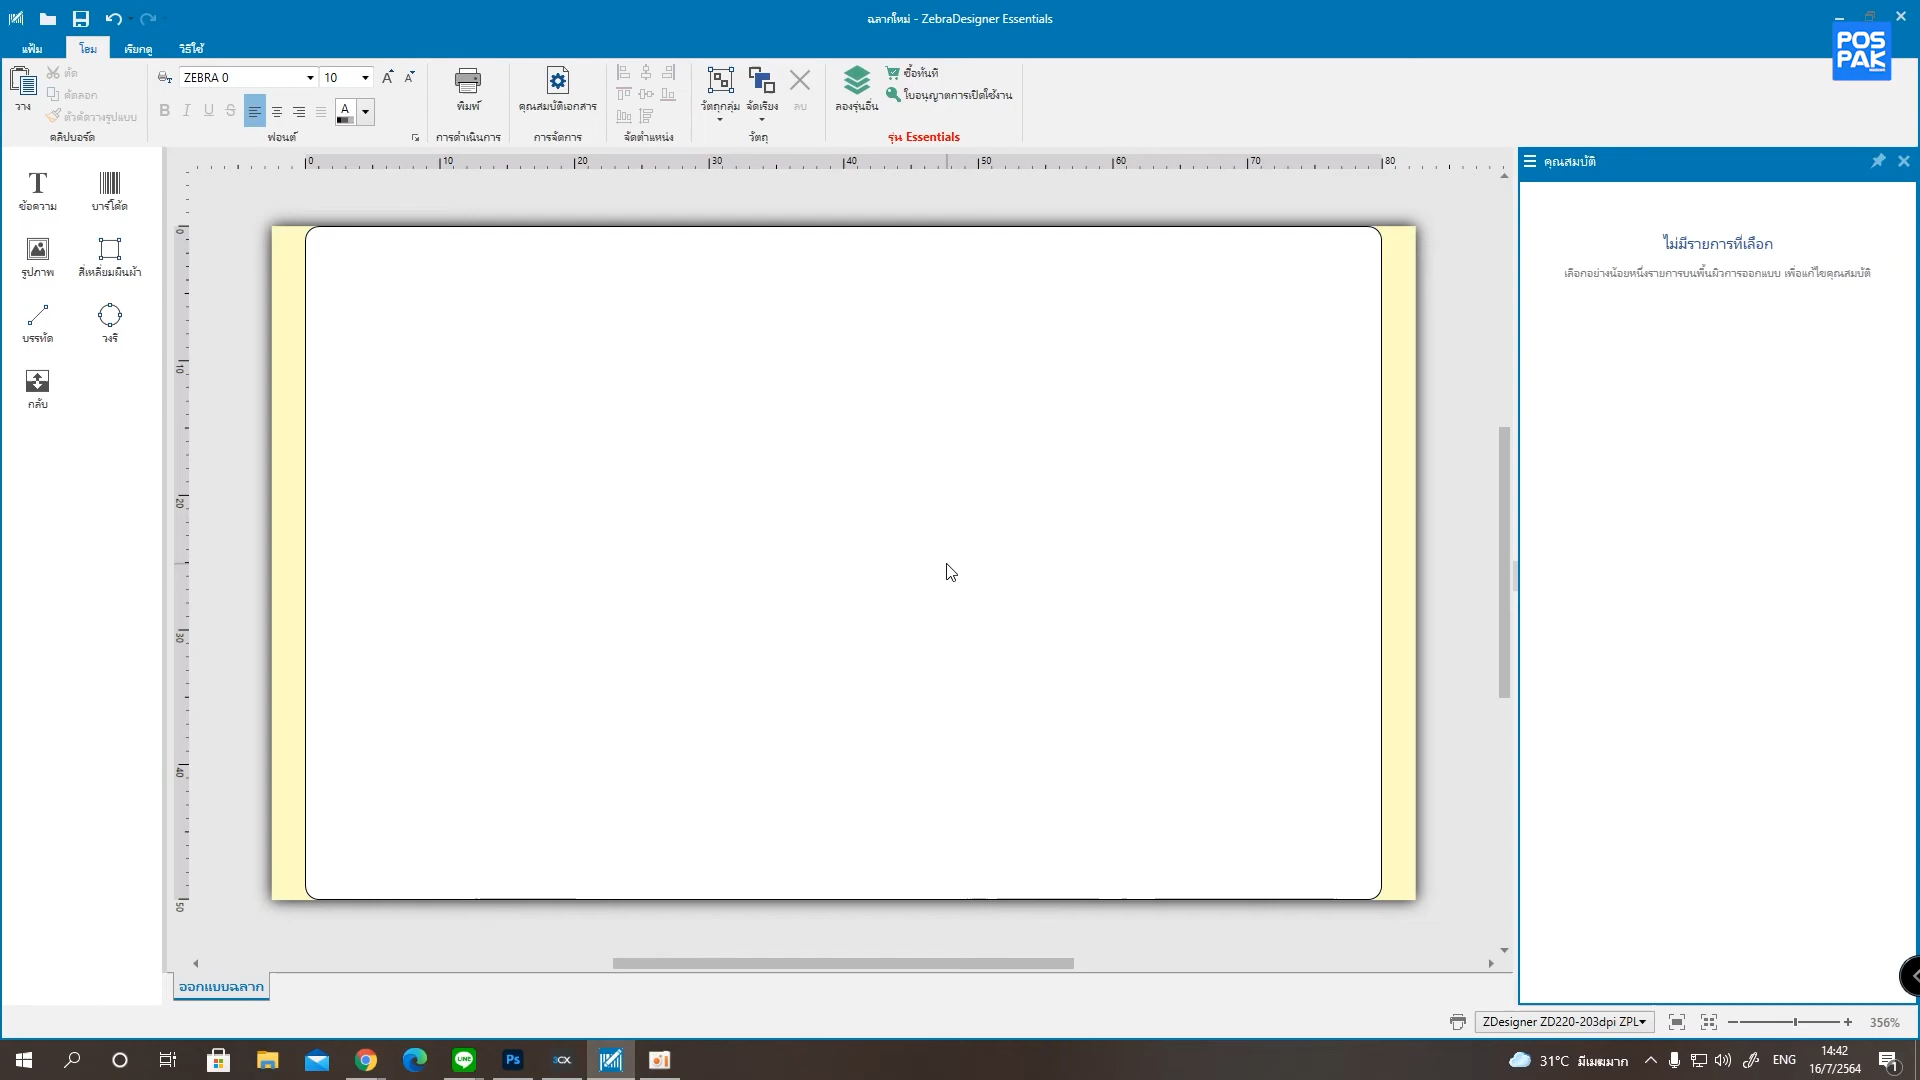 ฉลากใหม่ - ZebraDesigner Essentials
POS
PAK
แฟ้ม โฮม เรียกดู วิธีใช้
วาง
ตัด
คัดลอก
ตัวคัดวางรูปแบบ
คลิปบอร์ด
ZEBRA 0 10
B I U S A
ฟอนต์
พิมพ์
การดำเนินการ
คุณสมบัติเอกสาร
การจัดการ
จัดตำแหน่ง
วัตถุกลุ่ม จัดเรียง ลบ
วัตถุ
ลองรุ่นอื่น
ซื้อทันที
ใบอนุญาตการเปิดใช้งาน
รุ่น Essentials
ข้อความ บาร์โค้ด
รูปภาพ สี่เหลี่ยมผืนผ้า
บรรทัด วงรี
กลับ
0 10 20 30 40 50 60 70 80
0
10
20
30
40
50
คุณสมบัติ
ไม่มีรายการที่เลือก
เลือกอย่างน้อยหนึ่งรายการบนพื้นผิวการออกแบบ เพื่อแก้ไขคุณสมบัติ
ออกแบบฉลาก
ZDesigner ZD220-203dpi ZPL 356%
LINE Ps 3CX
31°C มีเมฆมาก ENG
14:42
16/7/2564
1